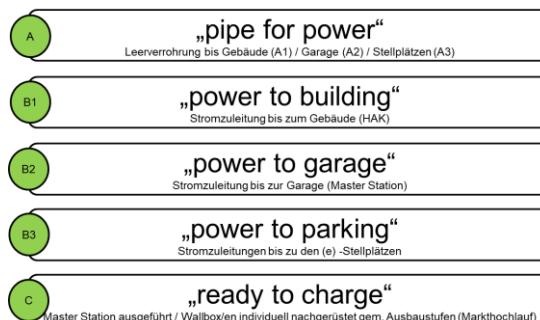 A
„pipe for power“
Leerverrohrung bis Gebäude (A1) / Garage (A2) / Stellplätzen (A3)
B1
„power to building“
Stromzuleitung bis zum Gebäude (HAK)
B2
„power to garage“
Stromzuleitung bis zur Garage (Master Station)
B3
„power to parking“
Stromzuleitungen bis zu den (e) -Stellplätzen
C
„ready to charge“
Master Station ausgeführt / Wallbox/en individuell nachgerüstet gem. Ausbaustufen (Markthochlauf)